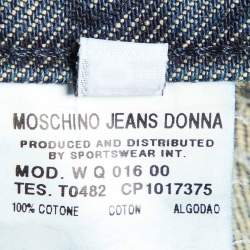 MOSCHINO JEANS DONNA
PRODUCED AND DISTRIBUTED
BY SPORTSWEAR INT.
MOD. W Q 016 00
TES. T0482 CP1017375
100% COTONE COTON ALGODAO